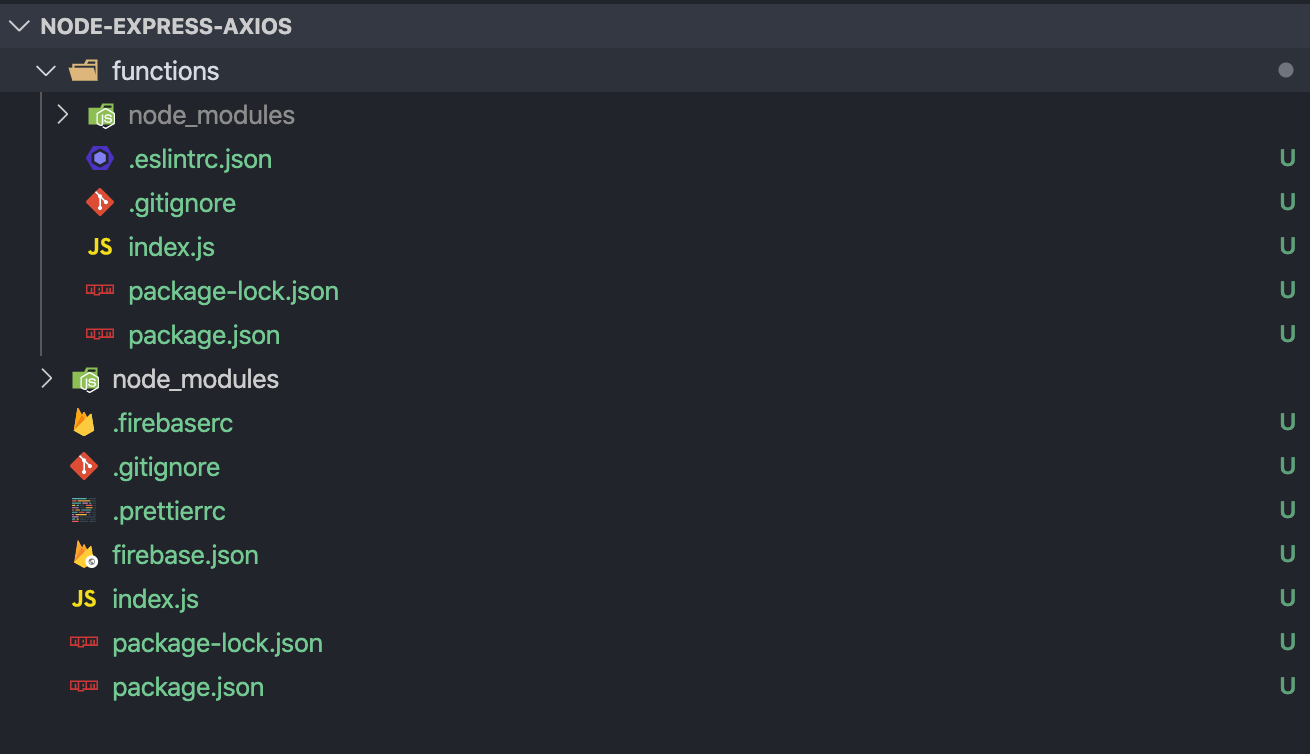 NODE-EXPRESS-AXIOS
functions
node_modules
.eslintrc.json U
.gitignore U
JS index.js U
package-lock.json U
package.json U
node_modules
.firebaserc U
.gitignore U
.prettierrc U
firebase.json U
JS index.js U
package-lock.json U
package.json U